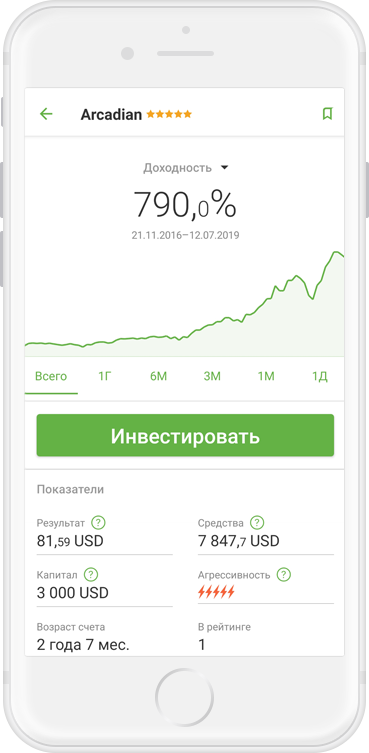 Arcadian
Доходность
790,0%
21.11.2016–12.07.2019
Всего 1Г 6М 3М 1М 1Д
Инвестировать
Показатели
Результат ? Средства ?
81,59 USD 7 847,7 USD
Капитал ? Агрессивность ?
3 000 USD
Возраст счета В рейтинге
2 года 7 мес. 1